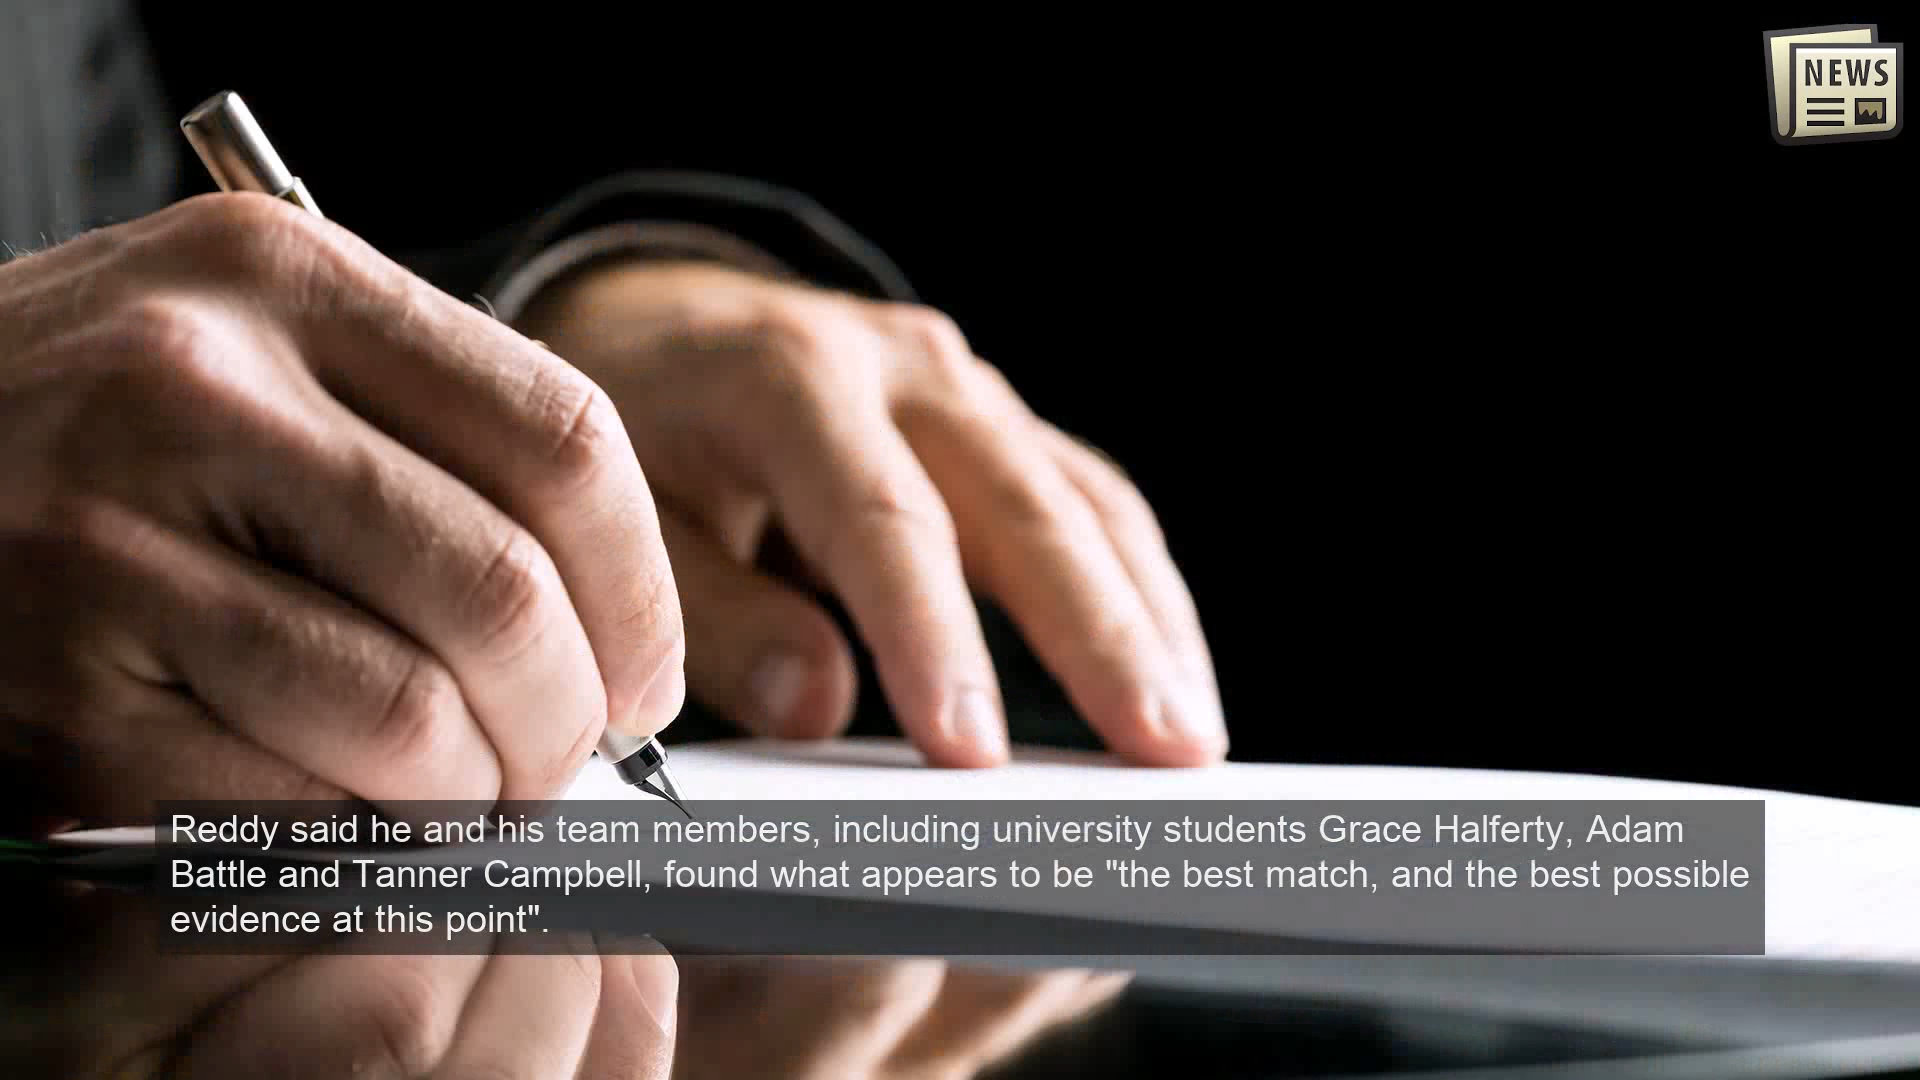 NEWS
Reddy said he and his team members, including university students Grace Halferty, Adam
Battle and Tanner Campbell, found what appears to be "the best match, and the best possible
evidence at this point".